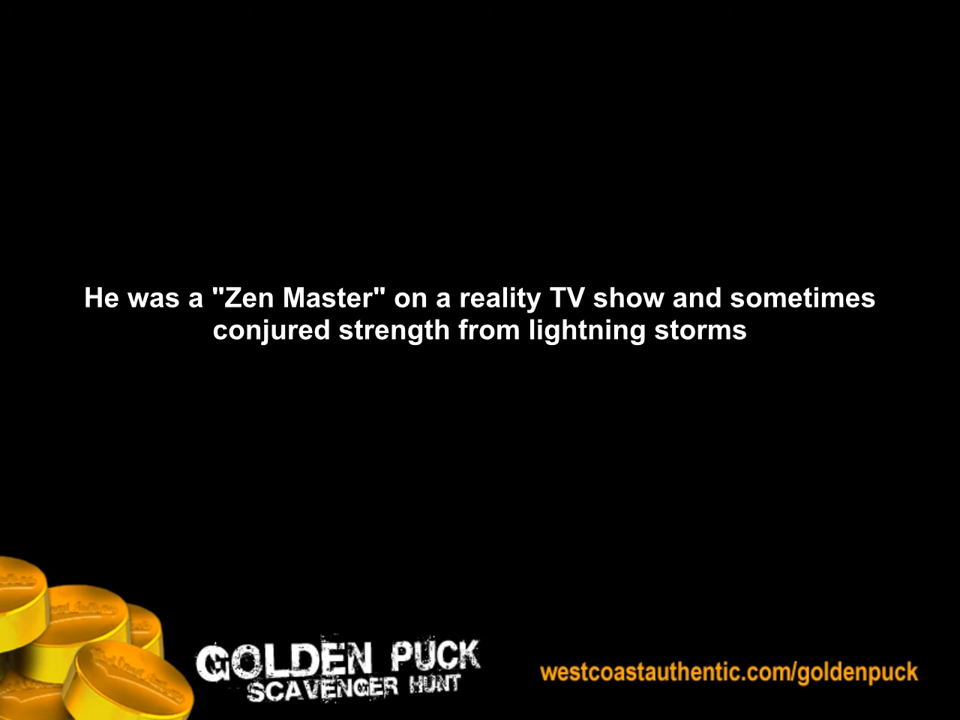 He was a "Zen Master" on a reality TV show and sometimes
conjured strength from lightning storms
GOLDEN PUCK
SCAVENGER HUNT
westcoastauthentic.com/goldenpuck